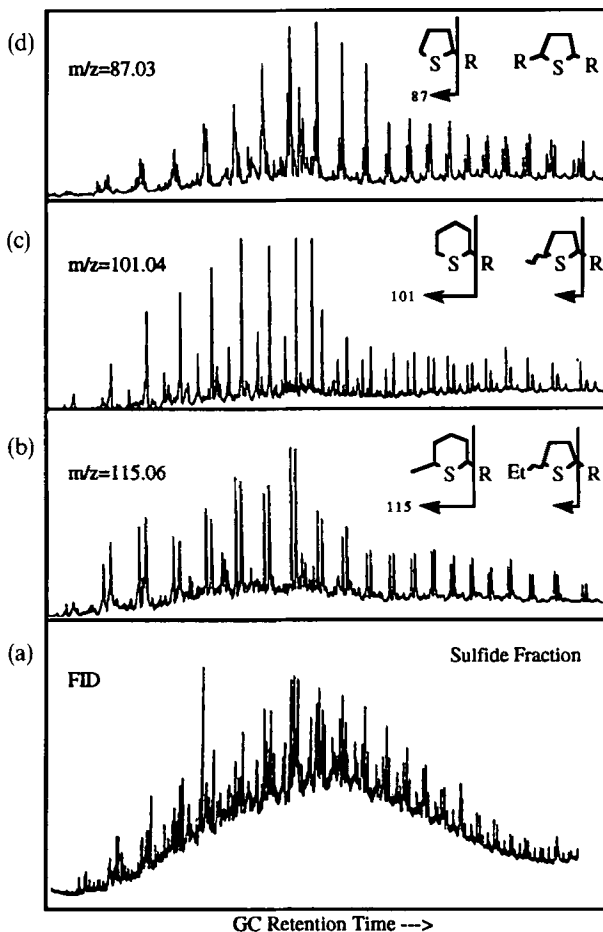 (d)
m/z=87.03
S
R
87
R
S
R
(c)
m/z=101.04
S
R
101
S
R
(b)
m/z=115.06
S
R
115
Et
S
R
(a)
FID
Sulfide Fraction
GC Retention Time --->